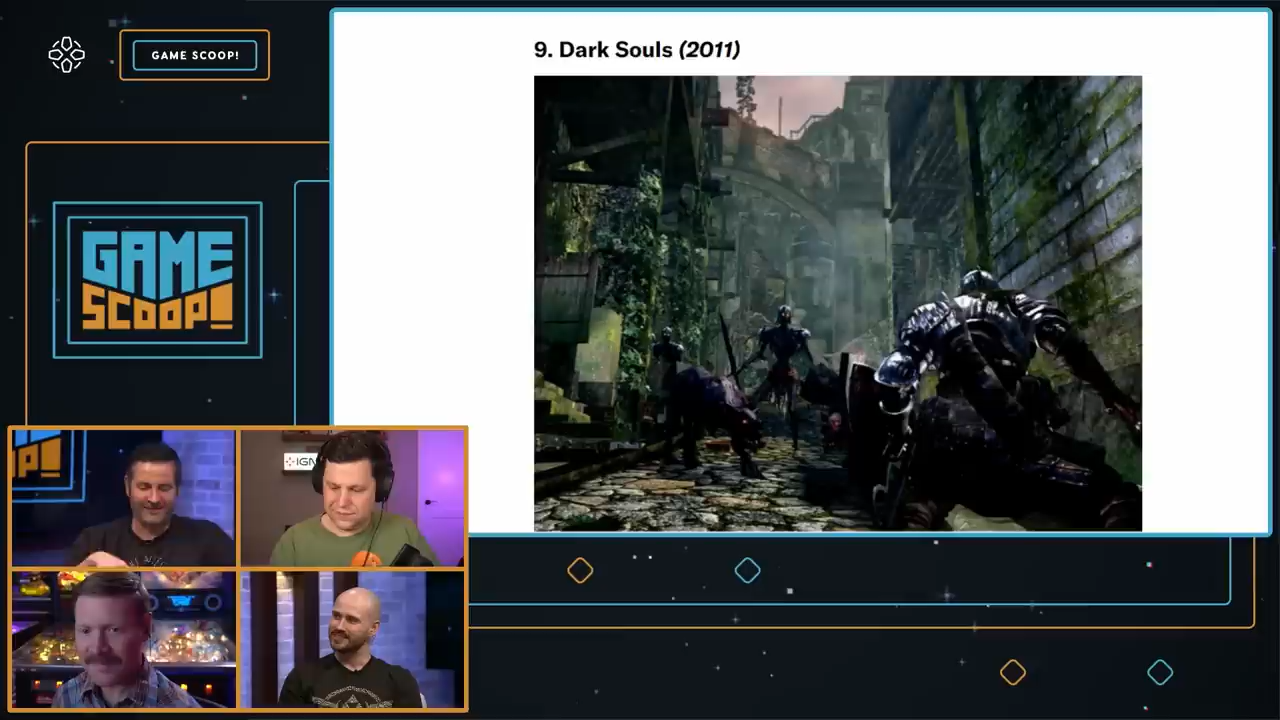 GAME SCOOP!
9. Dark Souls (2011)
GAME
SCOOP!
P!
IGN